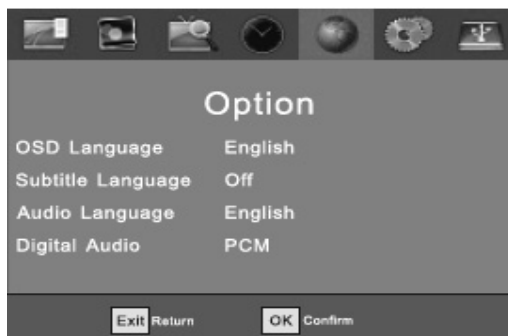 Option
OSD Language English
Subtitle Language Off
Audio Language English
Digital Audio PCM
Exit Return OK Confirm